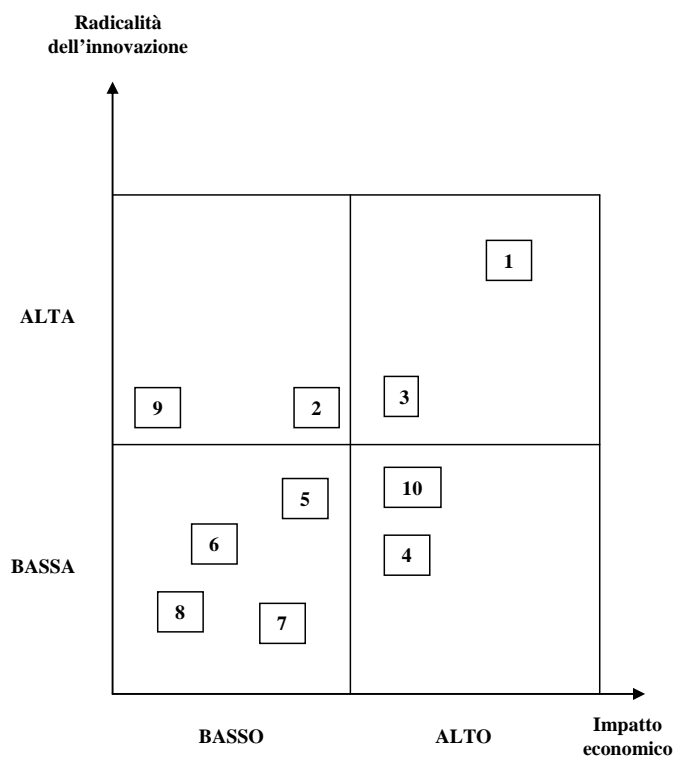 Radicalità
dell’innovazione
1
ALTA
3
9
2
10
5
6
4
BASSA
8
7
BASSO
ALTO
Impatto
economico